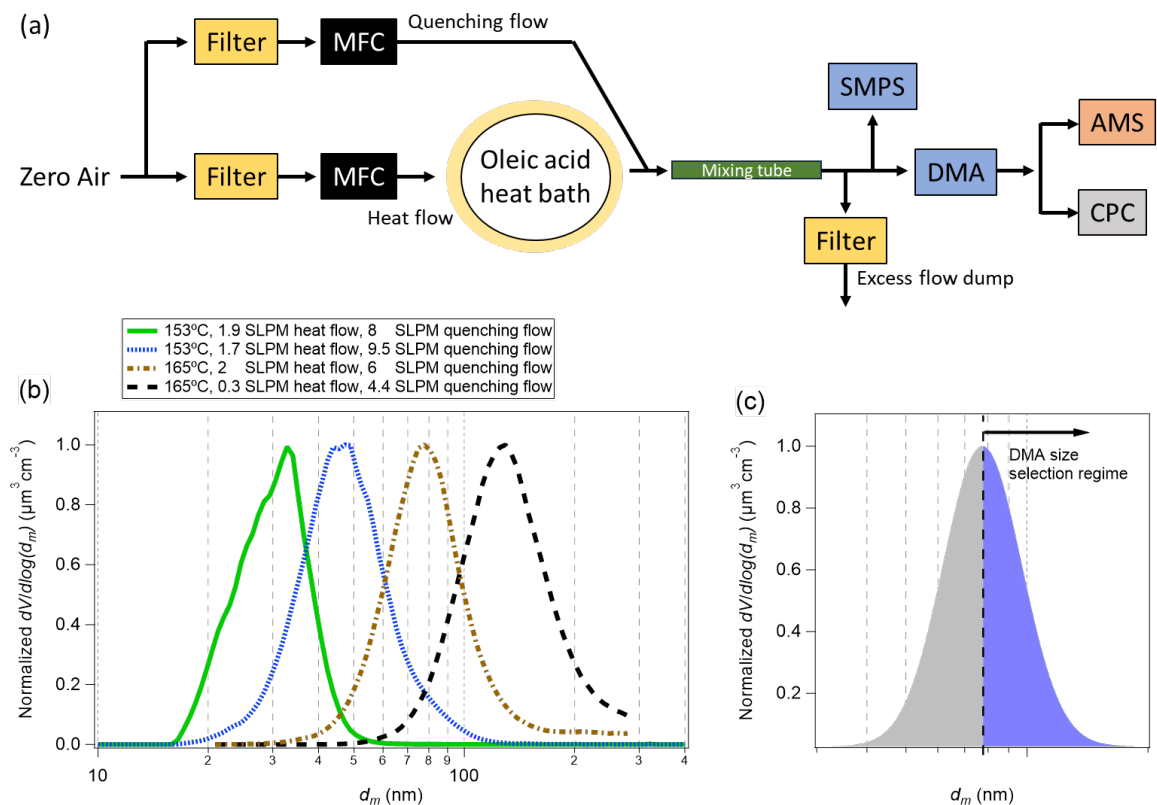 (a)
Quenching flow
Filter
MFC
SMPS
AMS
Zero Air
Filter
MFC
Oleic acid
heat bath
Mixing tube
DMA
Heat flow
CPC
Filter
Excess flow dump
153ºC, 1.9 SLPM heat flow, 8 SLPM quenching flow
153ºC, 1.7 SLPM heat flow, 9.5 SLPM quenching flow
165ºC, 2 SLPM heat flow, 6 SLPM quenching flow
165ºC, 0.3 SLPM heat flow, 4.4 SLPM quenching flow
(b)
Normalized dV/dlog(dm) (µm³ cm⁻³)
1.0
0.8
0.6
0.4
0.2
0.0
10 2 3 4 5 6 7 8 9 100 2 3 4
dm (nm)
(c)
Normalized dV/dlog(dm) (µm³ cm⁻³)
1.0
0.8
0.6
0.4
0.2
DMA size
selection regime
dm (nm)